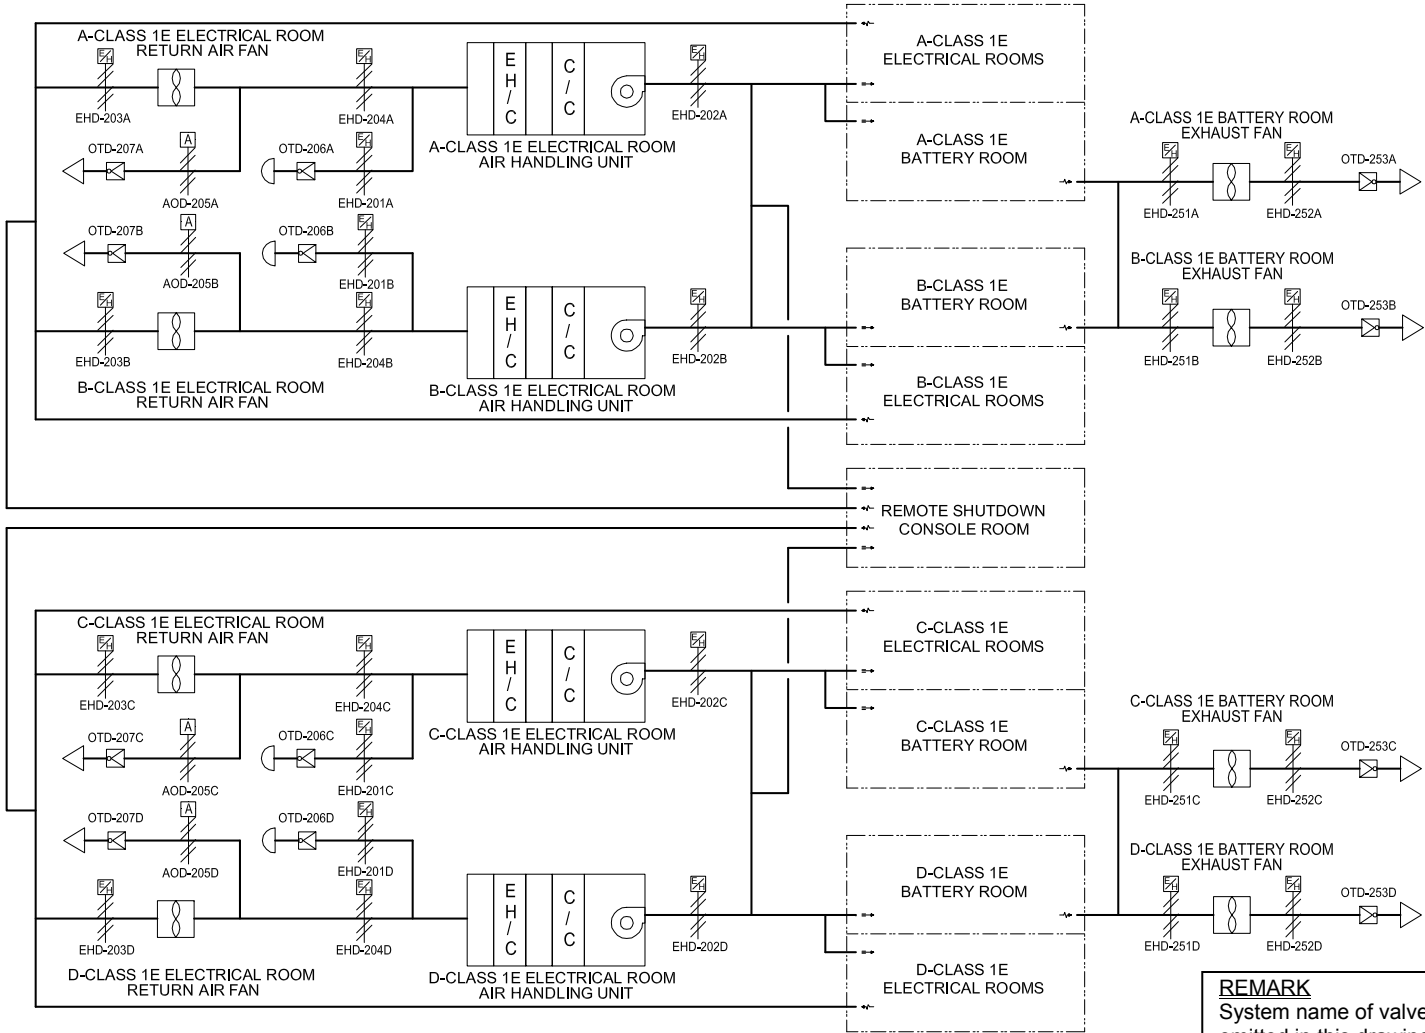 A-CLASS 1E ELECTRICAL ROOM
RETURN AIR FAN
E/H
EHD-203A
E/H
EHD-204A
OTD-207A
A
AOD-205A
OTD-206A
E/H
EHD-201A
EH/C
C/C
A-CLASS 1E ELECTRICAL ROOM
AIR HANDLING UNIT
E/H
EHD-202A
A-CLASS 1E
ELECTRICAL ROOMS
A-CLASS 1E
BATTERY ROOM
A-CLASS 1E BATTERY ROOM
EXHAUST FAN
E/H
EHD-251A
E/H
EHD-252A
OTD-253A
OTD-207B
A
AOD-205B
OTD-206B
E/H
EHD-201B
E/H
EHD-203B
E/H
EHD-204B
B-CLASS 1E ELECTRICAL ROOM
RETURN AIR FAN
EH/C
C/C
B-CLASS 1E ELECTRICAL ROOM
AIR HANDLING UNIT
E/H
EHD-202B
B-CLASS 1E
BATTERY ROOM
B-CLASS 1E
ELECTRICAL ROOMS
B-CLASS 1E BATTERY ROOM
EXHAUST FAN
E/H
EHD-251B
E/H
EHD-252B
OTD-253B
REMOTE SHUTDOWN
CONSOLE ROOM
C-CLASS 1E ELECTRICAL ROOM
RETURN AIR FAN
E/H
EHD-203C
E/H
EHD-204C
OTD-207C
A
AOD-205C
OTD-206C
E/H
EHD-201C
EH/C
C/C
C-CLASS 1E ELECTRICAL ROOM
AIR HANDLING UNIT
E/H
EHD-202C
C-CLASS 1E
ELECTRICAL ROOMS
C-CLASS 1E
BATTERY ROOM
C-CLASS 1E BATTERY ROOM
EXHAUST FAN
E/H
EHD-251C
E/H
EHD-252C
OTD-253C
OTD-207D
A
AOD-205D
OTD-206D
E/H
EHD-201D
E/H
EHD-203D
E/H
EHD-204D
D-CLASS 1E ELECTRICAL ROOM
RETURN AIR FAN
EH/C
C/C
D-CLASS 1E ELECTRICAL ROOM
AIR HANDLING UNIT
E/H
EHD-202D
D-CLASS 1E
BATTERY ROOM
D-CLASS 1E
ELECTRICAL ROOMS
D-CLASS 1E BATTERY ROOM
EXHAUST FAN
E/H
EHD-251D
E/H
EHD-252D
OTD-253D
REMARK
System name of valve
omitted in this drawing